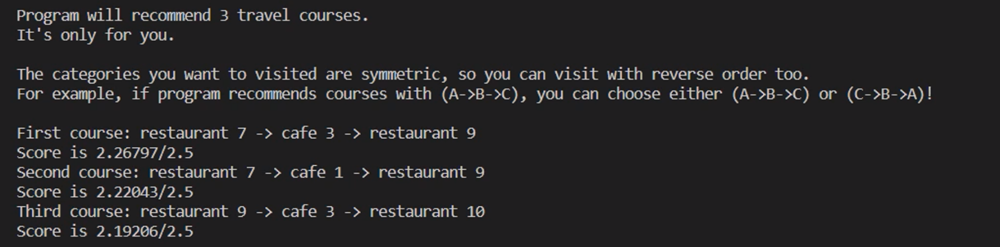 Program will recommend 3 travel courses.
It's only for you.
The categories you want to visited are symmetric, so you can visit with reverse order too.
For example, if program recommends courses with (A->B->C), you can choose either (A->B->C) or (C->B->A)!
First course: restaurant 7 -> cafe 3 -> restaurant 9
Score is 2.26797/2.5
Second course: restaurant 7 -> cafe 1 -> restaurant 9
Score is 2.22043/2.5
Third course: restaurant 9 -> cafe 3 -> restaurant 10
Score is 2.19206/2.5